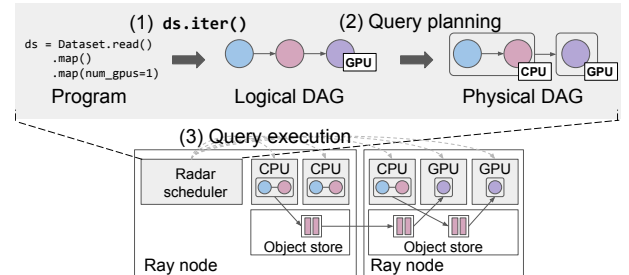 (1) ds.iter()
(2) Query planning
ds = Dataset.read()
.map()
.map(num_gpus=1)
GPU
CPU
GPU
Program
Logical DAG
Physical DAG
(3) Query execution
Radar
scheduler
CPU
CPU
CPU
GPU
GPU
Object store
Object store
Ray node
Ray node